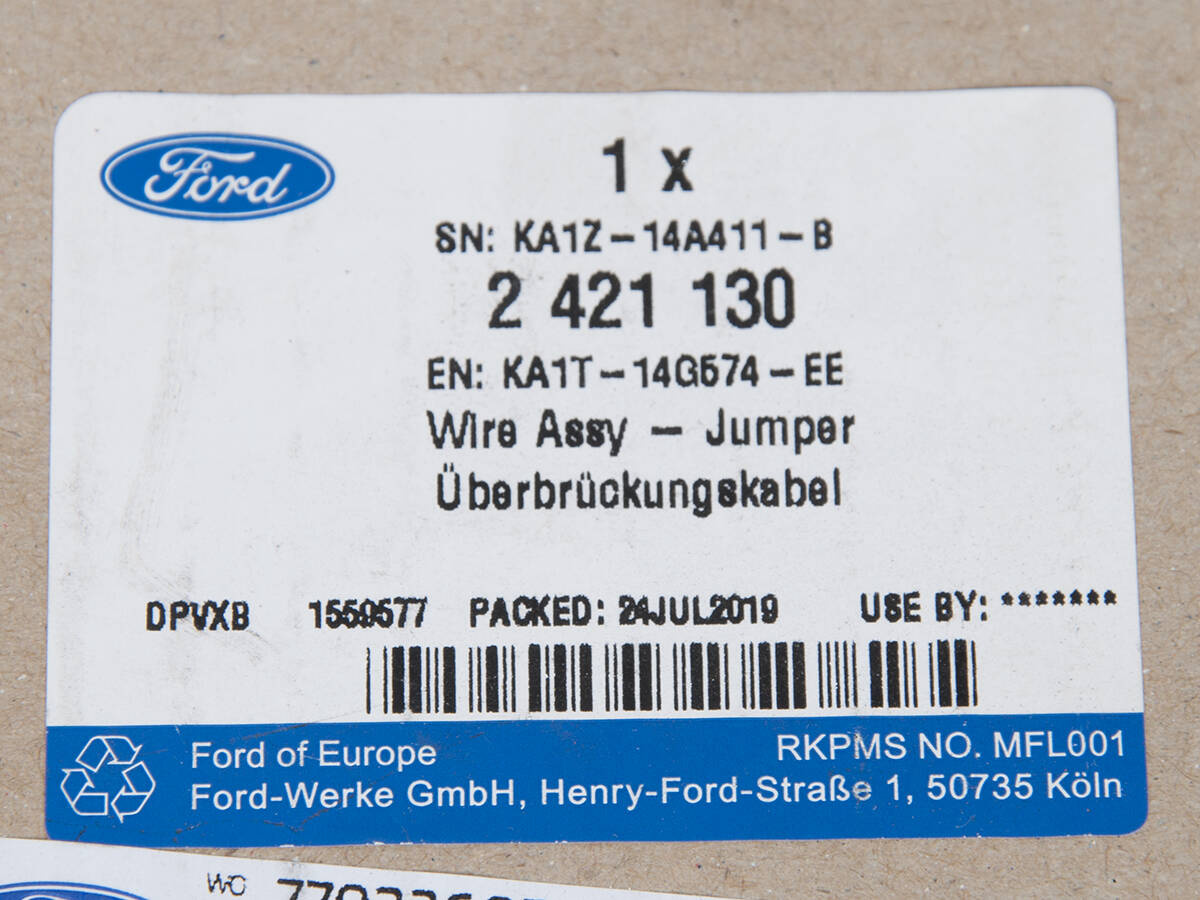 Ford
1 x
SN: KA1Z-14A411-B
2 421 130
EN: KA1T-14G574-EE
Wire Assy - Jumper
Überbrückungskabel
DPVXB 1559577 PACKED: 24JUL2019 USE BY: *******
Ford of Europe
RKPMS NO. MFL001
Ford-Werke GmbH, Henry-Ford-Straße 1, 50735 Köln
WO